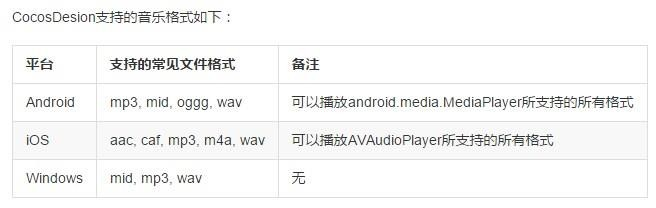 CocosDesion支持的音乐格式如下：
平台 支持的常见文件格式 备注
Android mp3, mid, oggg, wav 可以播放android.media.MediaPlayer所支持的所有格式
iOS aac, caf, mp3, m4a, wav 可以播放AVAudioPlayer所支持的所有格式
Windows mid, mp3, wav 无